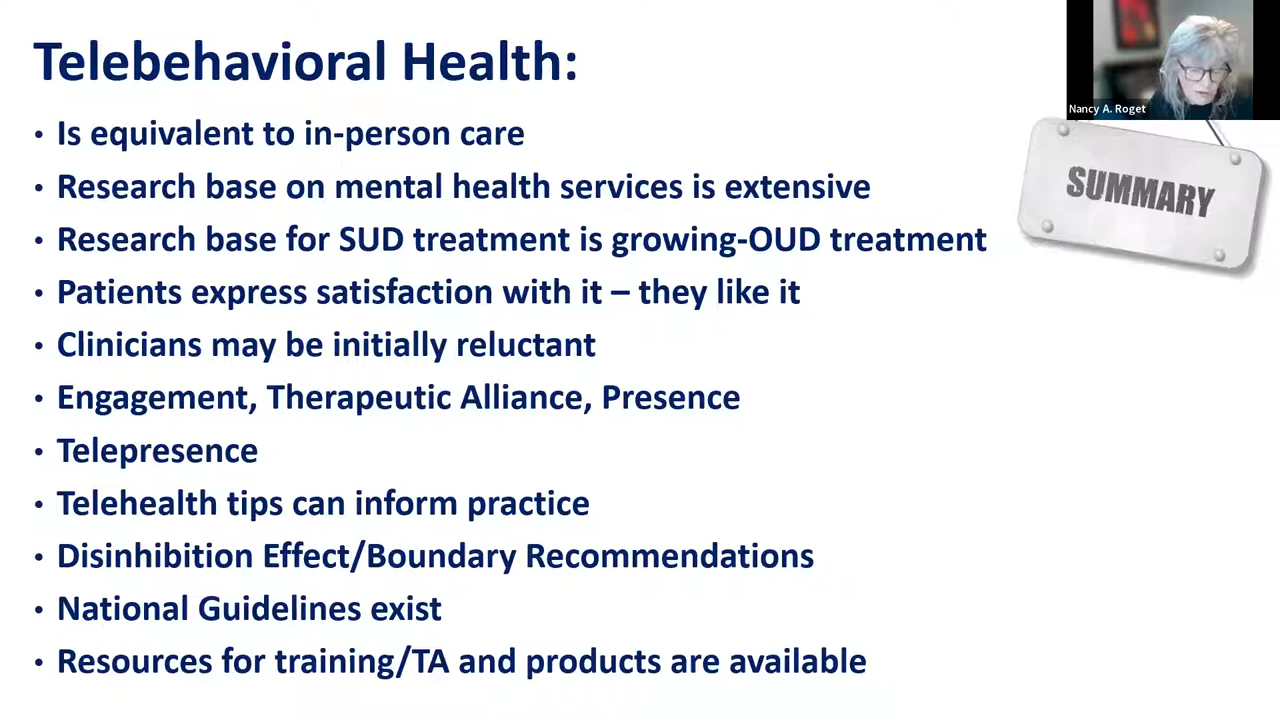 Telebehavioral Health:
• Is equivalent to in-person care
• Research base on mental health services is extensive
• Research base for SUD treatment is growing-OUD treatment
• Patients express satisfaction with it – they like it
• Clinicians may be initially reluctant
• Engagement, Therapeutic Alliance, Presence
• Telepresence
• Telehealth tips can inform practice
• Disinhibition Effect/Boundary Recommendations
• National Guidelines exist
• Resources for training/TA and products are available
Nancy A. Roget
SUMMARY